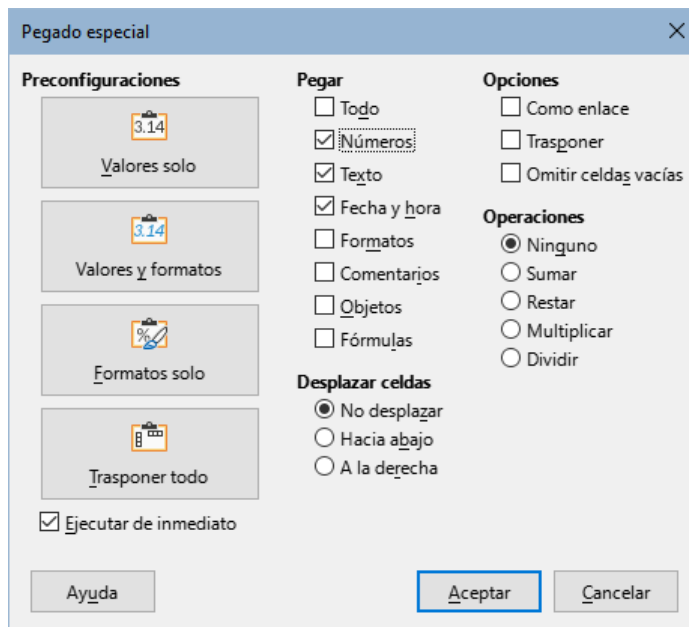 Pegado especial
Preconfiguraciones
3.14
Valores solo
3.14
Valores y formatos
%
Formatos solo
Trasponer todo
Ejecutar de inmediato
Pegar
Todo
Números
Texto
Fecha y hora
Formatos
Comentarios
Objetos
Fórmulas
Desplazar celdas
No desplazar
Hacia abajo
A la derecha
Opciones
Como enlace
Trasponer
Omitir celdas vacías
Operaciones
Ninguno
Sumar
Restar
Multiplicar
Dividir
Ayuda
Aceptar
Cancelar